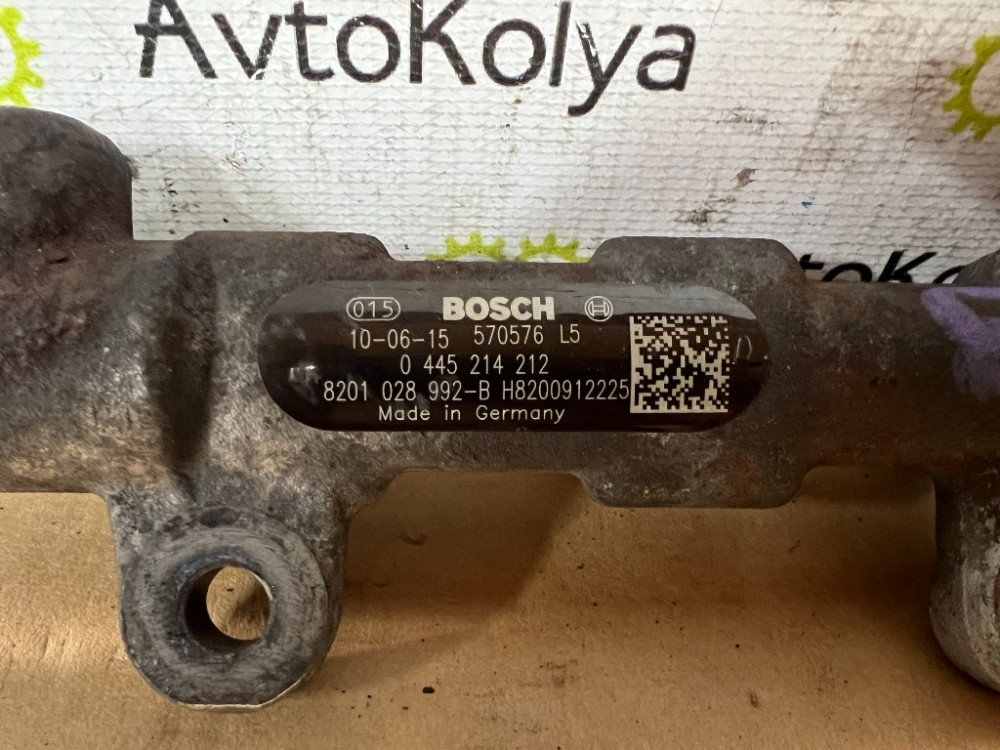 AvtoKolya
toKo
015 BOSCH
10-06-15 570576 L5
0 445 214 212
8201 028 992-B H8200912225
Made in Germany